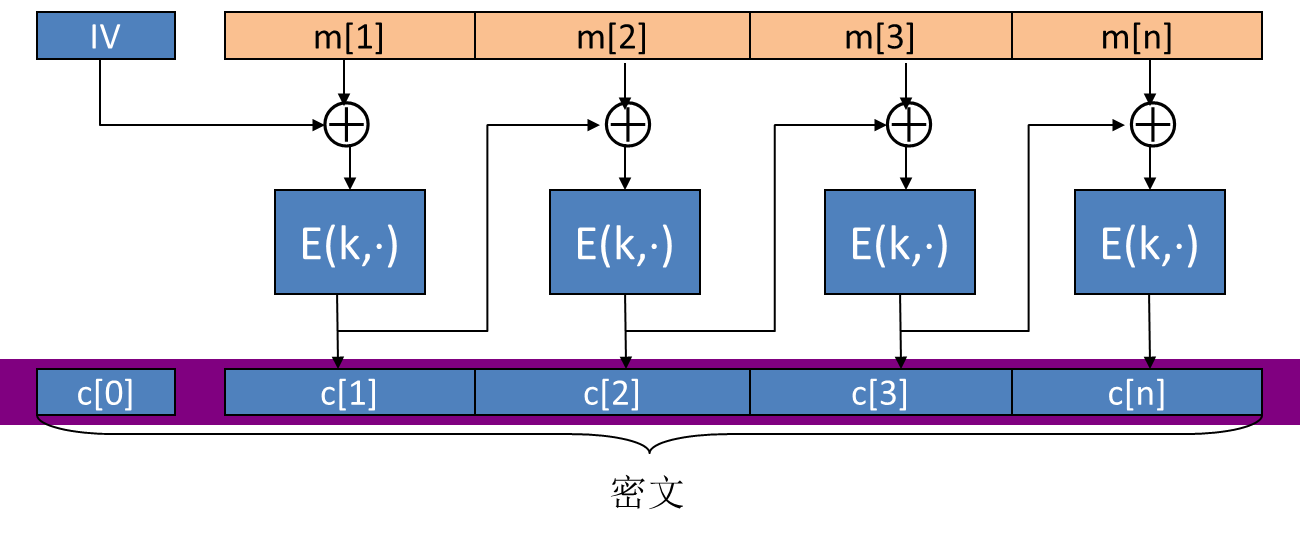 IV m[1] m[2] m[3] m[n]
E(k,·) E(k,·) E(k,·) E(k,·)
c[0] c[1] c[2] c[3] c[n]
密文